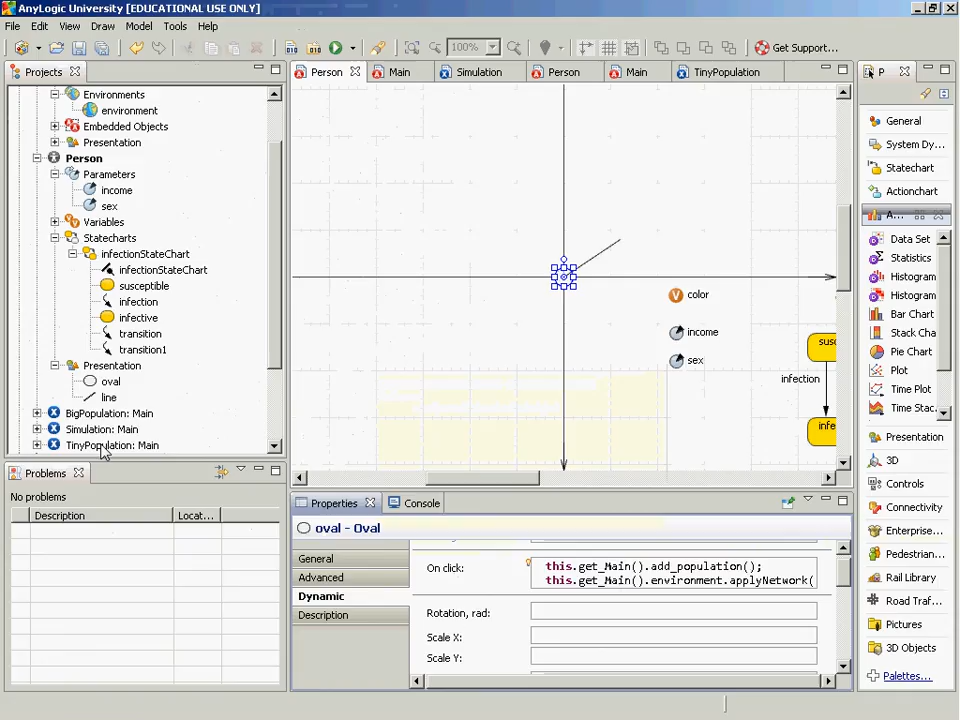 AnyLogic University [EDUCATIONAL USE ONLY]
File Edit View Draw Model Tools Help
100% Get Support...
Projects
Person Main Simulation Person Main TinyPopulation P
Environments
environment
Embedded Objects
Presentation
Person
Parameters
income
sex
Variables
Statecharts
infectionStateChart
infectionStateChart
susceptible
infection
infective
transition
transition1
Presentation
oval
line
BigPopulation: Main
Simulation: Main
TinyPopulation: Main
color
income
sex
susc
infection
infe
General
System Dy...
Statechart
Actionchart
A...
Data Set
Statistics
Histogram
Histogram
Bar Chart
Stack Cha
Pie Chart
Plot
Time Plot
Time Stac
Presentation
3D
Controls
Connectivity
Enterprise...
Pedestrian...
Rail Library
Road Traf...
Pictures
3D Objects
Palettes...
Problems
No problems
Description Locat...
Properties Console
oval - Oval
General
Advanced
Dynamic
Description
On click:
this.get_Main().add_population();
this.get_Main().environment.applyNetwork(
Rotation, rad:
Scale X:
Scale Y: